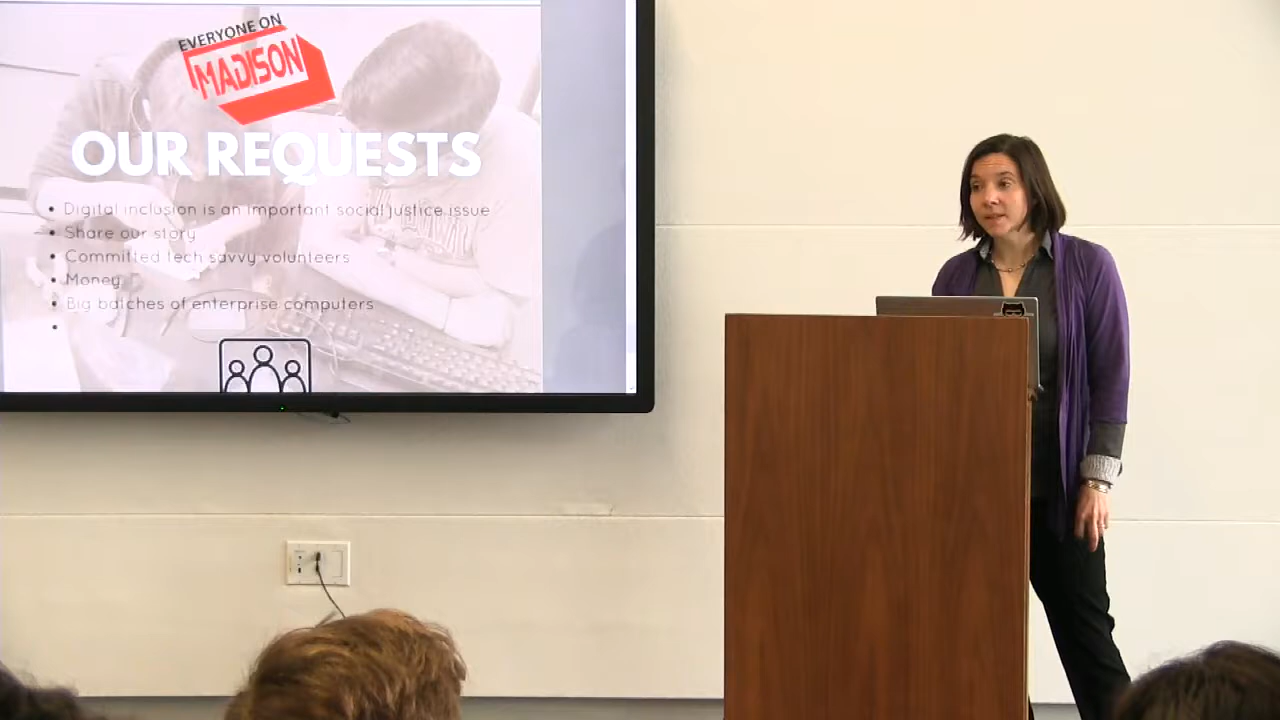 EVERYONE ON
MADISON
OUR REQUESTS
• Digital inclusion is an important social justice issue
• Share our story
• Committed tech savvy volunteers
• Money
• Big batches of enterprise computers
•